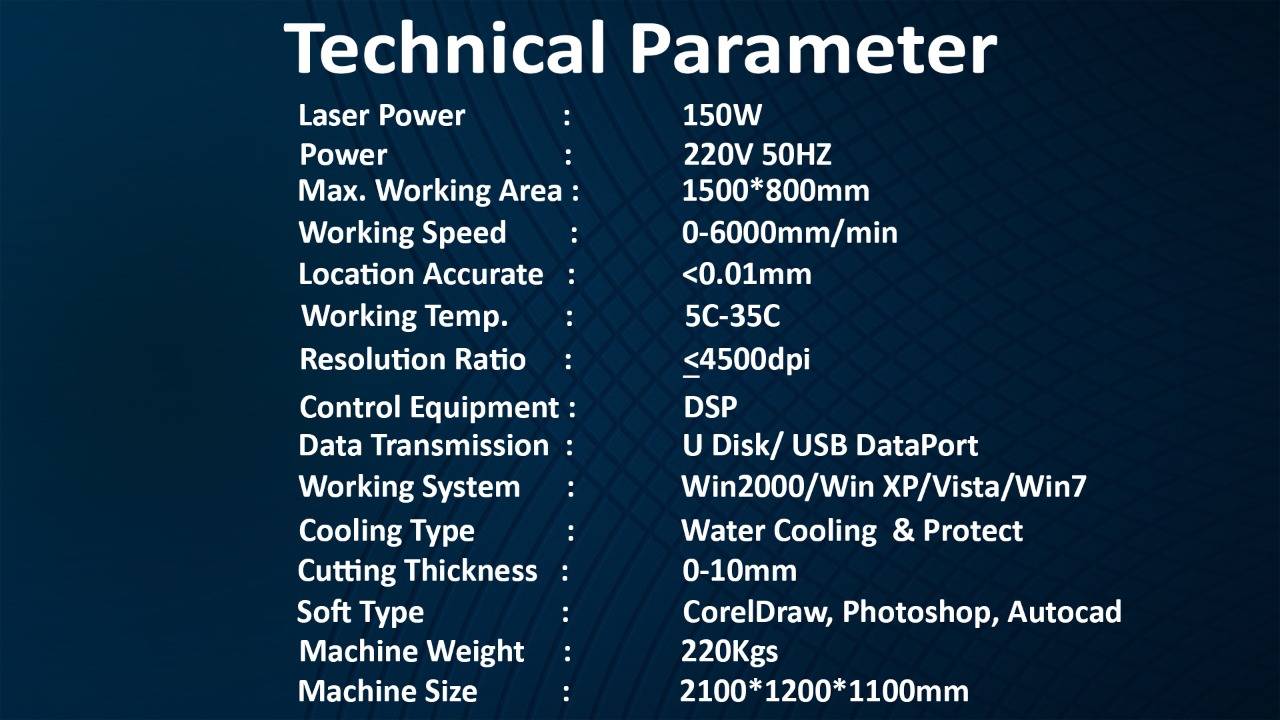 Technical Parameter
Laser Power : 150W
Power : 220V 50HZ
Max. Working Area : 1500*800mm
Working Speed : 0-6000mm/min
Location Accurate : <0.01mm
Working Temp. : 5C-35C
Resolution Ratio : ≤4500dpi
Control Equipment : DSP
Data Transmission : U Disk/ USB DataPort
Working System : Win2000/Win XP/Vista/Win7
Cooling Type : Water Cooling & Protect
Cutting Thickness : 0-10mm
Soft Type : CorelDraw, Photoshop, Autocad
Machine Weight : 220Kgs
Machine Size : 2100*1200*1100mm